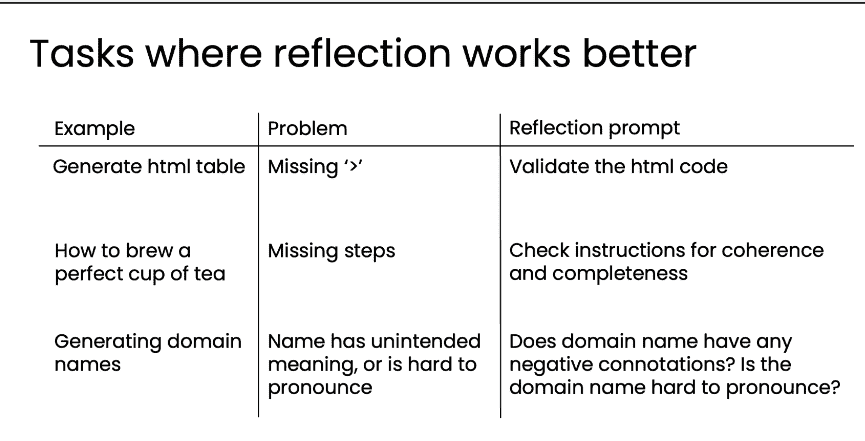 Tasks where reflection works better
Example
Problem
Reflection prompt
Generate html table
Missing ‘>’
Validate the html code
How to brew a
perfect cup of tea
Missing steps
Check instructions for coherence
and completeness
Generating domain
names
Name has unintended
meaning, or is hard to
pronounce
Does domain name have any
negative connotations? Is the
domain name hard to pronounce?